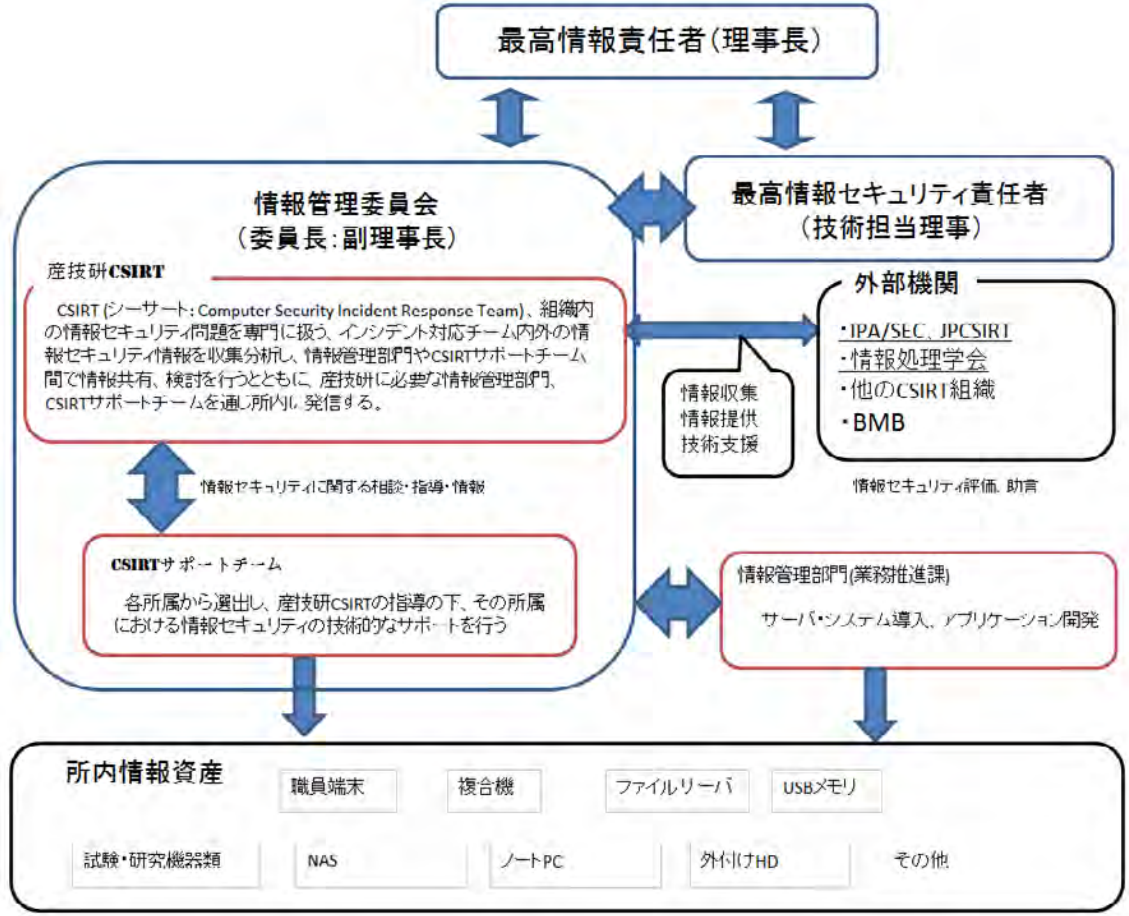 最高情報責任者(理事長)
情報管理委員会
(委員長:副理事長)
最高情報セキュリティ責任者
(技術担当理事)
産技研CSIRT
CSIRT (シーサート: Computer Security Incident Response Team)、組織内
の情報セキュリティ問題を専門に扱う、インシデント対応チーム内外の情
報セキュリティ情報を収集分析し、情報管理部門やCSIRTサポートチーム
間で情報共有、検討を行うとともに、産技研に必要な情報管理部門、
CSIRTサポートチームを通し所内に発信する。
外部機関
・IPA/SEC、JPCSIRT
・情報処理学会
・他のCSIRT組織
・BMB
情報収集
情報提供
技術支援
情報セキュリティ評価、助言
情報セキュリティに関する相談・指導・情報
CSIRTサポートチーム
各所属から選出し、産技研CSIRTの指導の下、その所属
における情報セキュリティの技術的なサポートを行う
情報管理部門(業務推進課)
サーバ・システム導入、アプリケーション開発
所内情報資産
職員端末
複合機
ファイルリーバ
USBメモリ
試験・研究機器類
NAS
ノートPC
外付けHD
その他